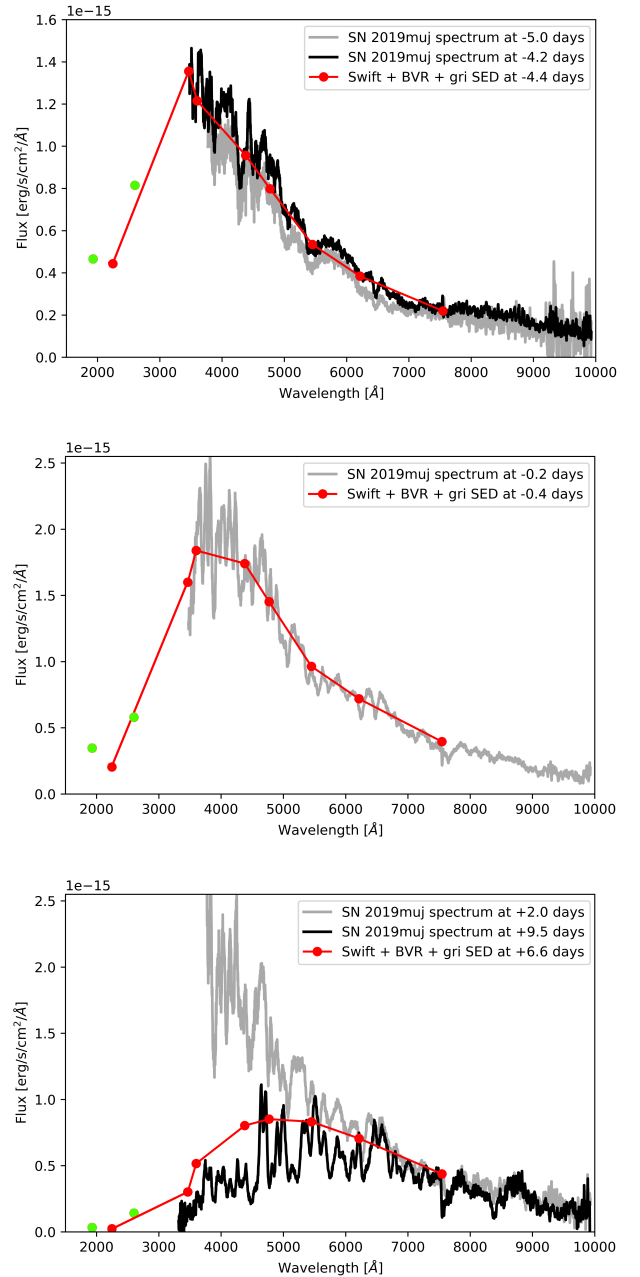 1e−15
SN 2019muj spectrum at -5.0 days
SN 2019muj spectrum at -4.2 days
Swift + BVR + gri SED at -4.4 days
Flux [erg/s/cm²/Å]
1.6
1.4
1.2
1.0
0.8
0.6
0.4
0.2
0.0
2000 3000 4000 5000 6000 7000 8000 9000 10000
Wavelength [Å]
1e−15
SN 2019muj spectrum at -0.2 days
Swift + BVR + gri SED at -0.4 days
Flux [erg/s/cm²/Å]
2.5
2.0
1.5
1.0
0.5
0.0
2000 3000 4000 5000 6000 7000 8000 9000 10000
Wavelength [Å]
1e−15
SN 2019muj spectrum at +2.0 days
SN 2019muj spectrum at +9.5 days
Swift + BVR + gri SED at +6.6 days
Flux [erg/s/cm²/Å]
2.5
2.0
1.5
1.0
0.5
0.0
2000 3000 4000 5000 6000 7000 8000 9000 10000
Wavelength [Å]